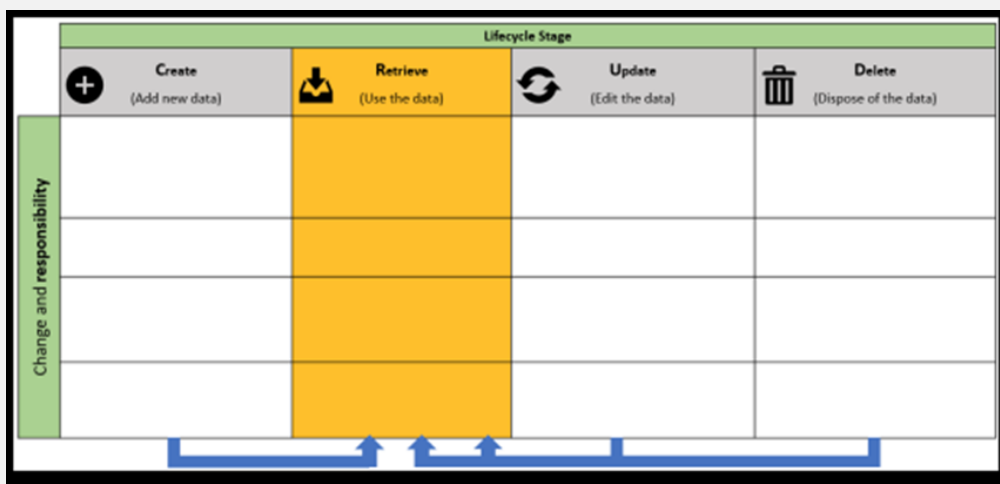 Lifecycle Stage
Create
(Add new data)
Retrieve
(Use the data)
Update
(Edit the data)
Delete
(Dispose of the data)
Change and responsibility